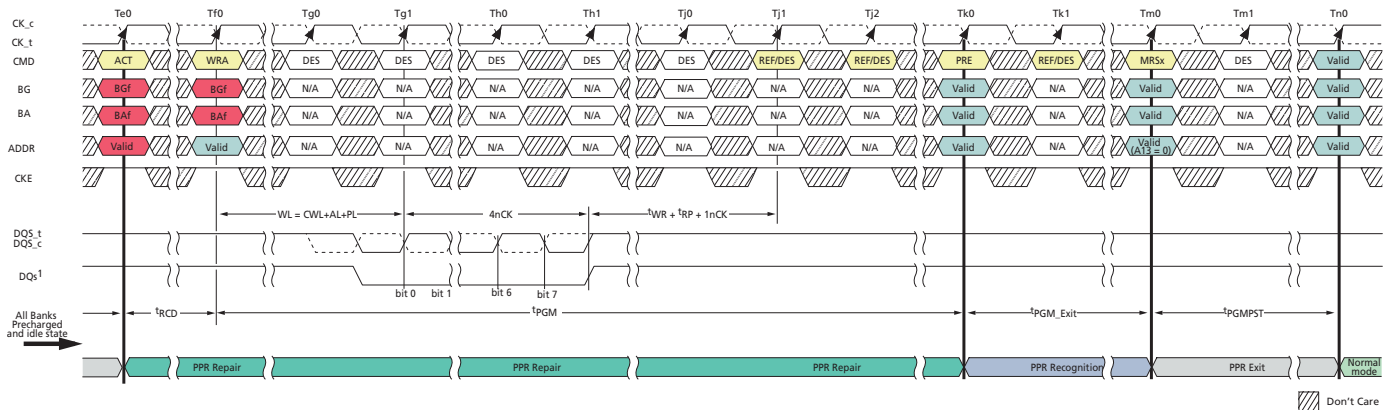 Te0 Tf0 Tg0 Tg1 Th0 Th1 Tj0 Tj1 Tj2 Tk0 Tk1 Tm0 Tm1 Tn0
CK_c
CK_t
CMD ACT WRA DES DES DES DES DES REF/DES REF/DES PRE REF/DES MRSx DES Valid
BG BGf BGf N/A N/A N/A N/A N/A N/A N/A Valid N/A Valid N/A Valid
BA BAf BAf N/A N/A N/A N/A N/A N/A N/A Valid N/A Valid N/A Valid
ADDR Valid Valid N/A N/A N/A N/A N/A N/A N/A Valid N/A Valid (A13 = 0) N/A Valid
CKE
WL = CWL+AL+PL 4nCK tWR + tRP + 1nCK
DQS_t
DQS_c
DQs1
bit 0 bit 1 bit 6 bit 7
All Banks
Precharged
and idle state
tRCD tPGM tPGM_Exit tPGMPST
PPR Repair PPR Repair PPR Repair PPR Recognition PPR Exit Normal
mode
Don't Care